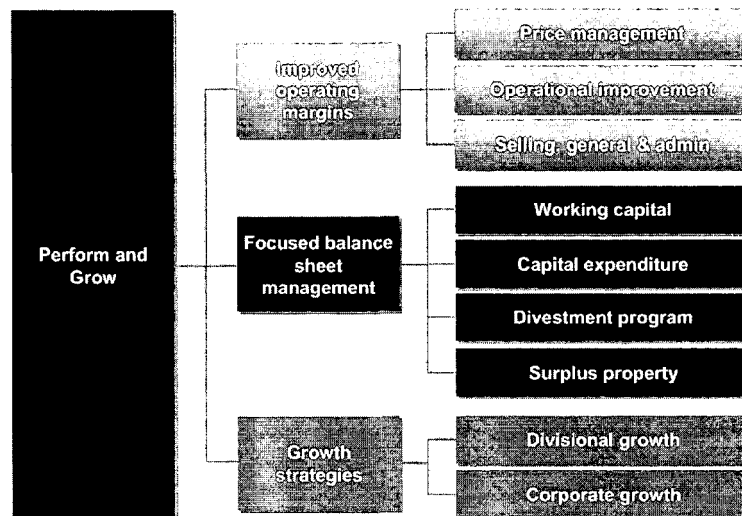 Perform and
Grow
Improved
operating
margins
Price management
Operational improvement
Selling, general & admin
Focused balance
sheet
management
Working capital
Capital expenditure
Divestment program
Surplus property
Growth
strategies
Divisional growth
Corporate growth